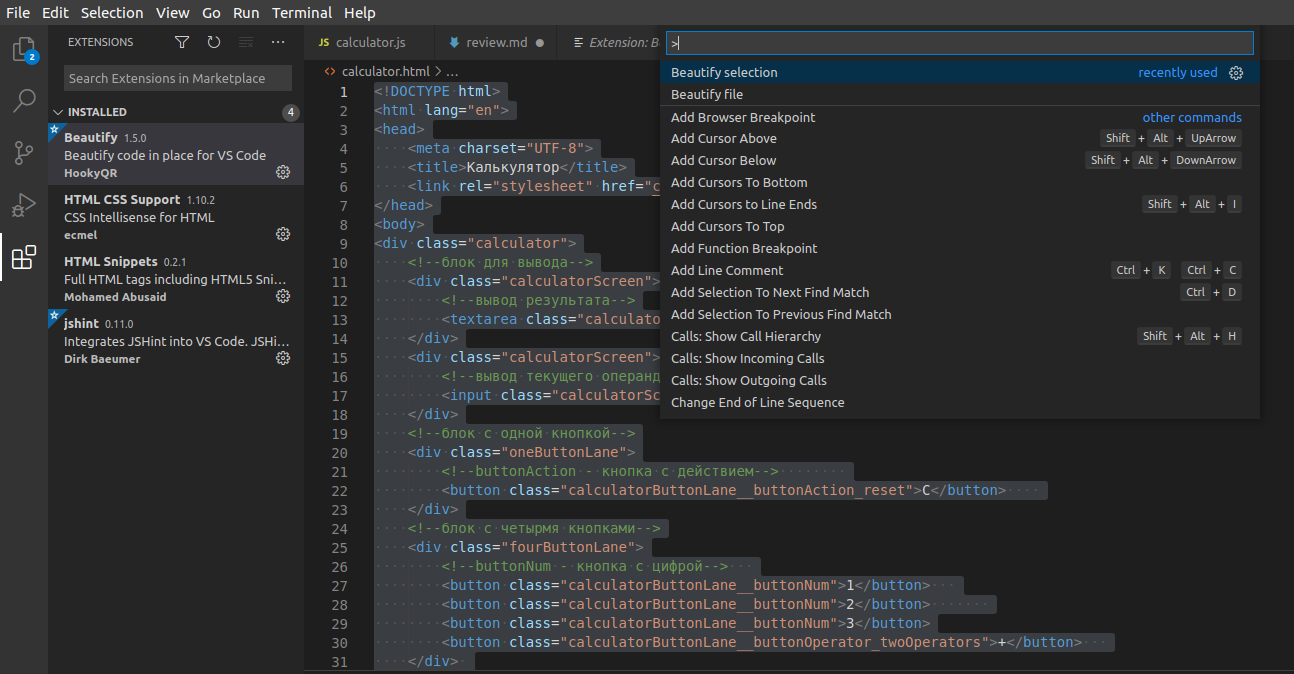 File Edit Selection View Go Run Terminal Help
2
EXTENSIONS
Search Extensions in Marketplace
INSTALLED 4
Beautify 1.5.0
Beautify code in place for VS Code
HookyQR
HTML CSS Support 1.10.2
CSS Intellisense for HTML
ecmel
HTML Snippets 0.2.1
Full HTML tags including HTML5 Sni...
Mohamed Abusaid
jshint 0.11.0
Integrates JSHint into VS Code. JSHi...
Dirk Baeumer
JS calculator.js review.md Extension: B
calculator.html > ...
1 <!DOCTYPE html>
2 <html lang="en">
3 <head>
4 <meta charset="UTF-8">
5 <title>Калькулятор</title>
6 <link rel="stylesheet" href="c
7 </head>
8 <body>
9 <div class="calculator">
10 <!--блок для вывода-->
11 <div class="calculatorScreen">
12 <!--вывод результата-->
13 <textarea class="calculato
14 </div>
15 <div class="calculatorScreen">
16 <!--вывод текущего операнд
17 <input class="calculatorSc
18 </div>
19 <!--блок с одной кнопкой-->
20 <div class="oneButtonLane">
21 <!--buttonAction - кнопка с действием-->
22 <button class="calculatorButtonLane__buttonAction_reset">C</button>
23 </div>
24 <!--блок с четырмя кнопками-->
25 <div class="fourButtonLane">
26 <!--buttonNum - кнопка с цифрой-->
27 <button class="calculatorButtonLane__buttonNum">1</button>
28 <button class="calculatorButtonLane__buttonNum">2</button>
29 <button class="calculatorButtonLane__buttonNum">3</button>
30 <button class="calculatorButtonLane__buttonOperator_twoOperators">+</button>
31 </div>
>
Beautify selection recently used
Beautify file
Add Browser Breakpoint other commands
Add Cursor Above Shift + Alt + UpArrow
Add Cursor Below Shift + Alt + DownArrow
Add Cursors To Bottom
Add Cursors to Line Ends Shift + Alt + I
Add Cursors To Top
Add Function Breakpoint
Add Line Comment Ctrl + K Ctrl + C
Add Selection To Next Find Match Ctrl + D
Add Selection To Previous Find Match
Calls: Show Call Hierarchy Shift + Alt + H
Calls: Show Incoming Calls
Calls: Show Outgoing Calls
Change End of Line Sequence